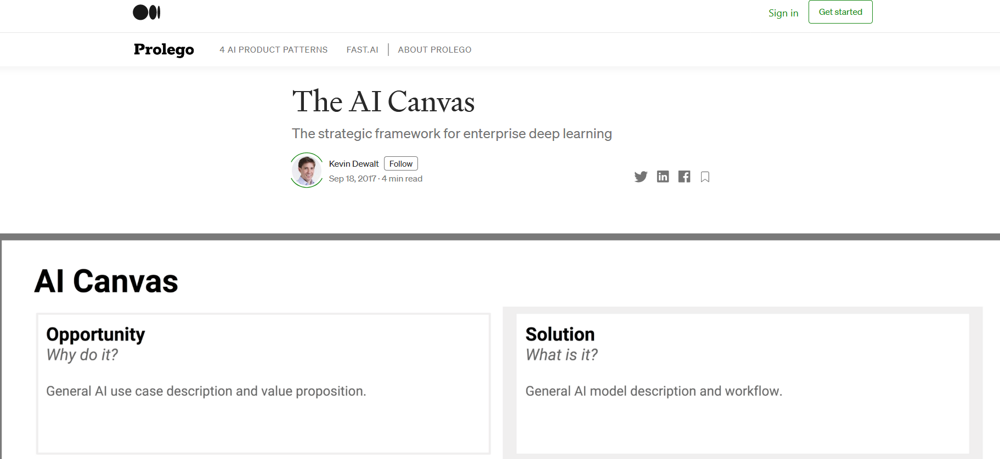 Sign in
Get started
Prolego
4 AI PRODUCT PATTERNS
FAST.AI
ABOUT PROLEGO
The AI Canvas
The strategic framework for enterprise deep learning
Kevin Dewalt
Follow
Sep 18, 2017 · 4 min read
AI Canvas
Opportunity
Why do it?
General AI use case description and value proposition.
Solution
What is it?
General AI model description and workflow.